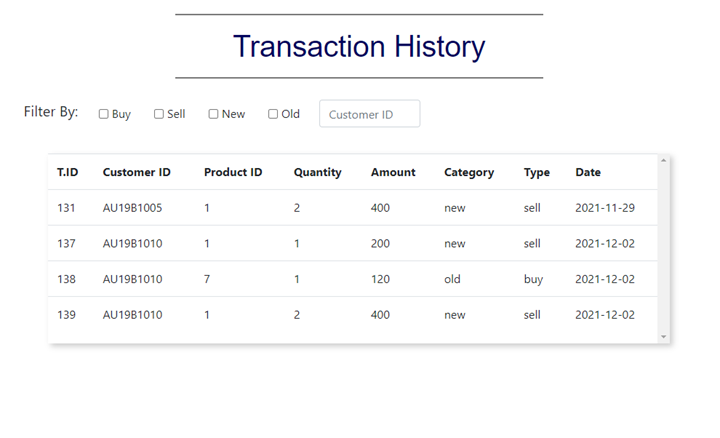 Transaction History
Filter By: Buy Sell New Old Customer ID
T.ID Customer ID Product ID Quantity Amount Category Type Date
131 AU19B1005 1 2 400 new sell 2021-11-29
137 AU19B1010 1 1 200 new sell 2021-12-02
138 AU19B1010 7 1 120 old buy 2021-12-02
139 AU19B1010 1 2 400 new sell 2021-12-02